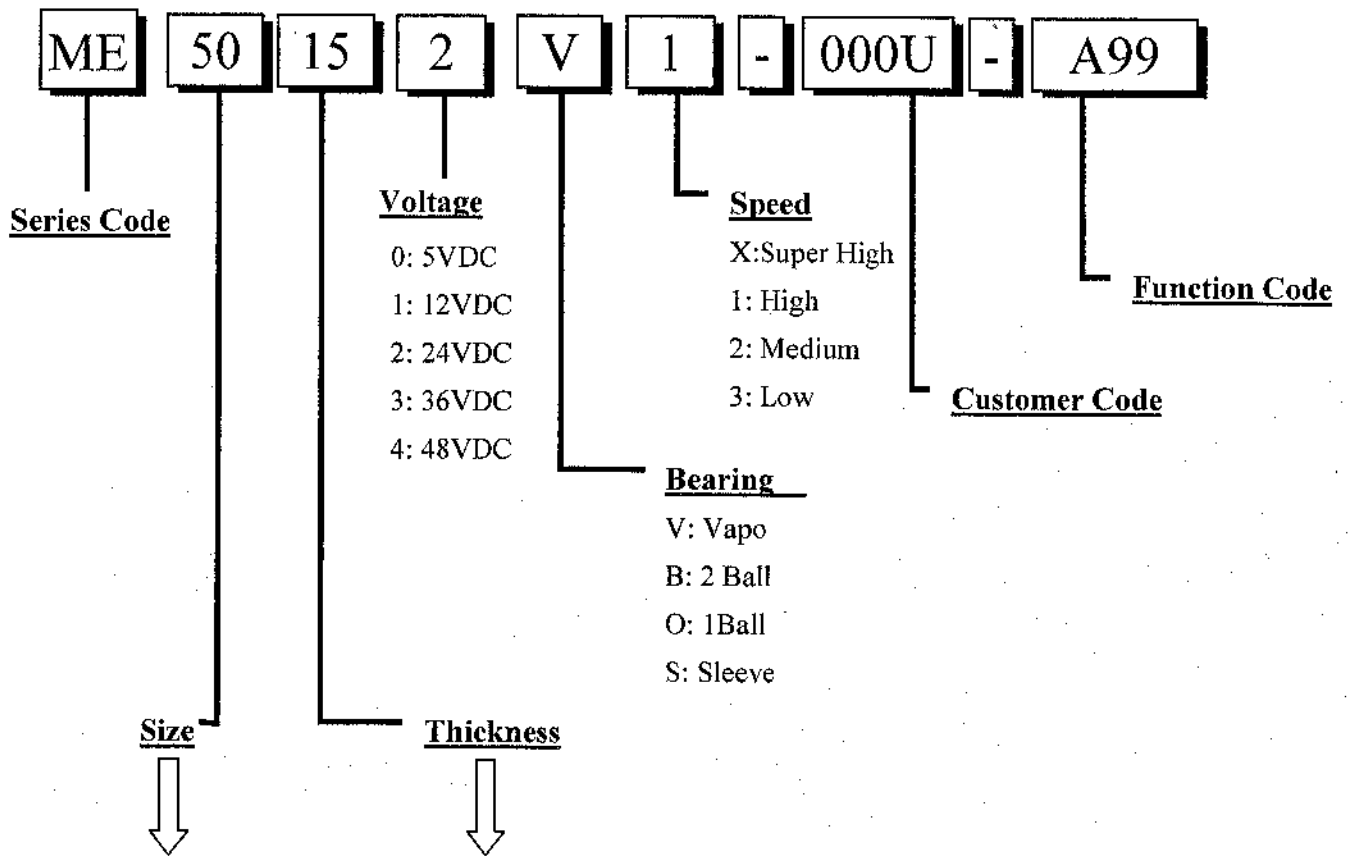 ME 50 15 2 V 1 - 000U - A99
Series Code
Voltage
0: 5VDC
1: 12VDC
2: 24VDC
3: 36VDC
4: 48VDC
Speed
X:Super High
1: High
2: Medium
3: Low
Function Code
Customer Code
Bearing
V: Vapo
B: 2 Ball
O: 1Ball
S: Sleeve
Size
Thickness